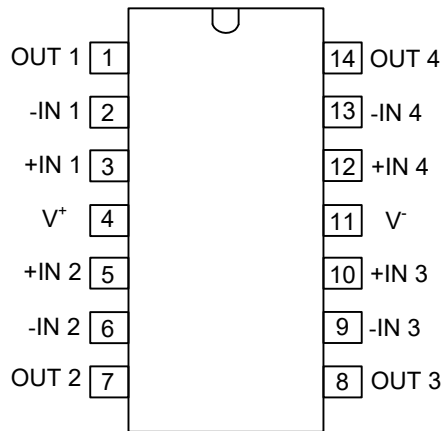 OUT 1 1 14 OUT 4
-IN 1 2 13 -IN 4
+IN 1 3 12 +IN 4
V+ 4 11 V-
+IN 2 5 10 +IN 3
-IN 2 6 9 -IN 3
OUT 2 7 8 OUT 3